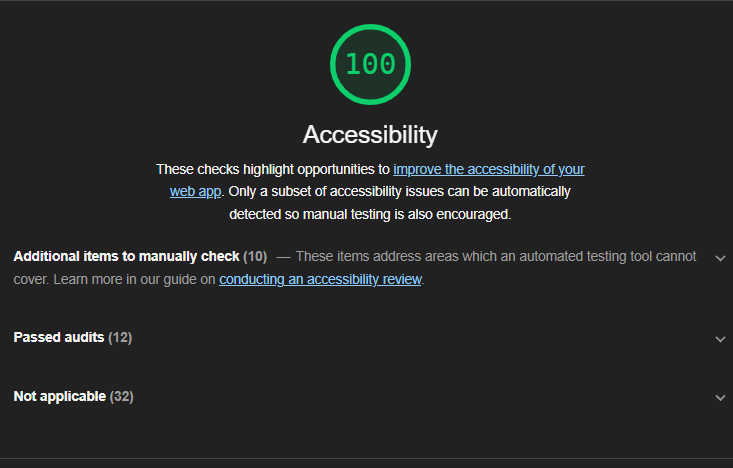 100
Accessibility
These checks highlight opportunities to improve the accessibility of your
web app. Only a subset of accessibility issues can be automatically
detected so manual testing is also encouraged.
Additional items to manually check (10) — These items address areas which an automated testing tool cannot
cover. Learn more in our guide on conducting an accessibility review.
Passed audits (12)
Not applicable (32)